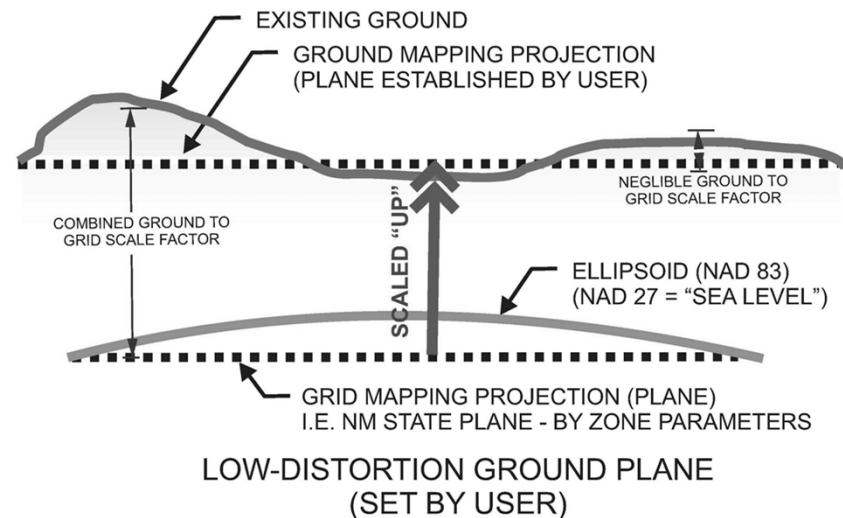 EXISTING GROUND
GROUND MAPPING PROJECTION
(PLANE ESTABLISHED BY USER)
COMBINED GROUND TO
GRID SCALE FACTOR
SCALED “UP”
NEGLIBLE GROUND TO
GRID SCALE FACTOR
ELLIPSOID (NAD 83)
(NAD 27 = “SEA LEVEL”)
GRID MAPPING PROJECTION (PLANE)
I.E. NM STATE PLANE - BY ZONE PARAMETERS
LOW-DISTORTION GROUND PLANE
(SET BY USER)